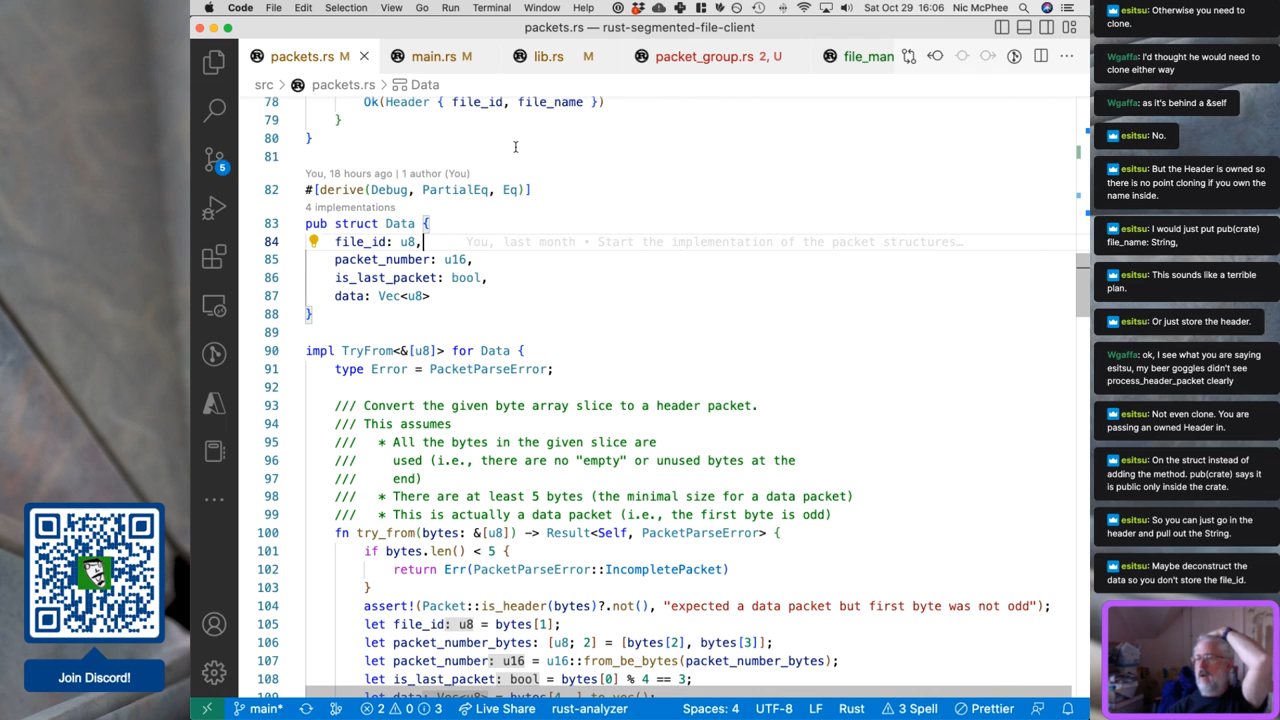 Code File Edit Selection View Go Run Terminal Window Help Sat Oct 29 16:06 Nic McPhee
packets.rs — rust-segmented-file-client
packets.rs M main.rs M lib.rs M packet_group.rs 2, U file_man
src > packets.rs > Data
78 Ok(Header { file_id, file_name })
79 }
80 }
81
You, 18 hours ago | 1 author (You)
82 #[derive(Debug, PartialEq, Eq)]
4 implementations
83 pub struct Data {
84 file_id: u8, You, last month • Start the implementation of the packet structures…
85 packet_number: u16,
86 is_last_packet: bool,
87 data: Vec<u8>
88 }
89
90 impl TryFrom<&[u8]> for Data {
91 type Error = PacketParseError;
92
93 /// Convert the given byte array slice to a header packet.
94 /// This assumes
95 /// * All the bytes in the given slice are
96 /// used (i.e., there are no "empty" or unused bytes at the
97 /// end)
98 /// * There are at least 5 bytes (the minimal size for a data packet)
99 /// * This is actually a data packet (i.e., the first byte is odd)
100 fn try_from(bytes: &[u8]) -> Result<Self, PacketParseError> {
101 if bytes.len() < 5 {
102 return Err(PacketParseError::IncompletePacket)
103 }
104 assert!(Packet::is_header(bytes)?.not(), "expected a data packet but first byte was not odd");
105 let file_id: u8 = bytes[1];
106 let packet_number_bytes: [u8; 2] = [bytes[2], bytes[3]];
107 let packet_number: u16 = u16::from_be_bytes(packet_number_bytes);
108 let is_last_packet: bool = bytes[0] % 4 == 3;
5
main* 2 0 3 Live Share rust-analyzer Spaces: 4 UTF-8 LF Rust 3 Spell Prettier
Join Discord!
Otherwise you need to
clone.
Wgaffa: I'd thought he would need to
clone either way
Wgaffa: as it's behind a &self
esitsu: No.
esitsu: But the Header is owned so
there is no point cloning if you own the
name inside.
esitsu: I would just put pub(crate)
file_name: String,
esitsu: This sounds like a terrible
plan.
esitsu: Or just store the header.
Wgaffa: ok, I see what you are saying
esitsu, my beer goggles didn't see
process_header_packet clearly
esitsu: Not even clone. You are
passing an owned Header in.
esitsu: On the struct instead of
adding the method. pub(crate) says it
is public only inside the crate.
esitsu: So you can just go in the
header and pull out the String.
esitsu: Maybe deconstruct the
data so you don't store the file_id.